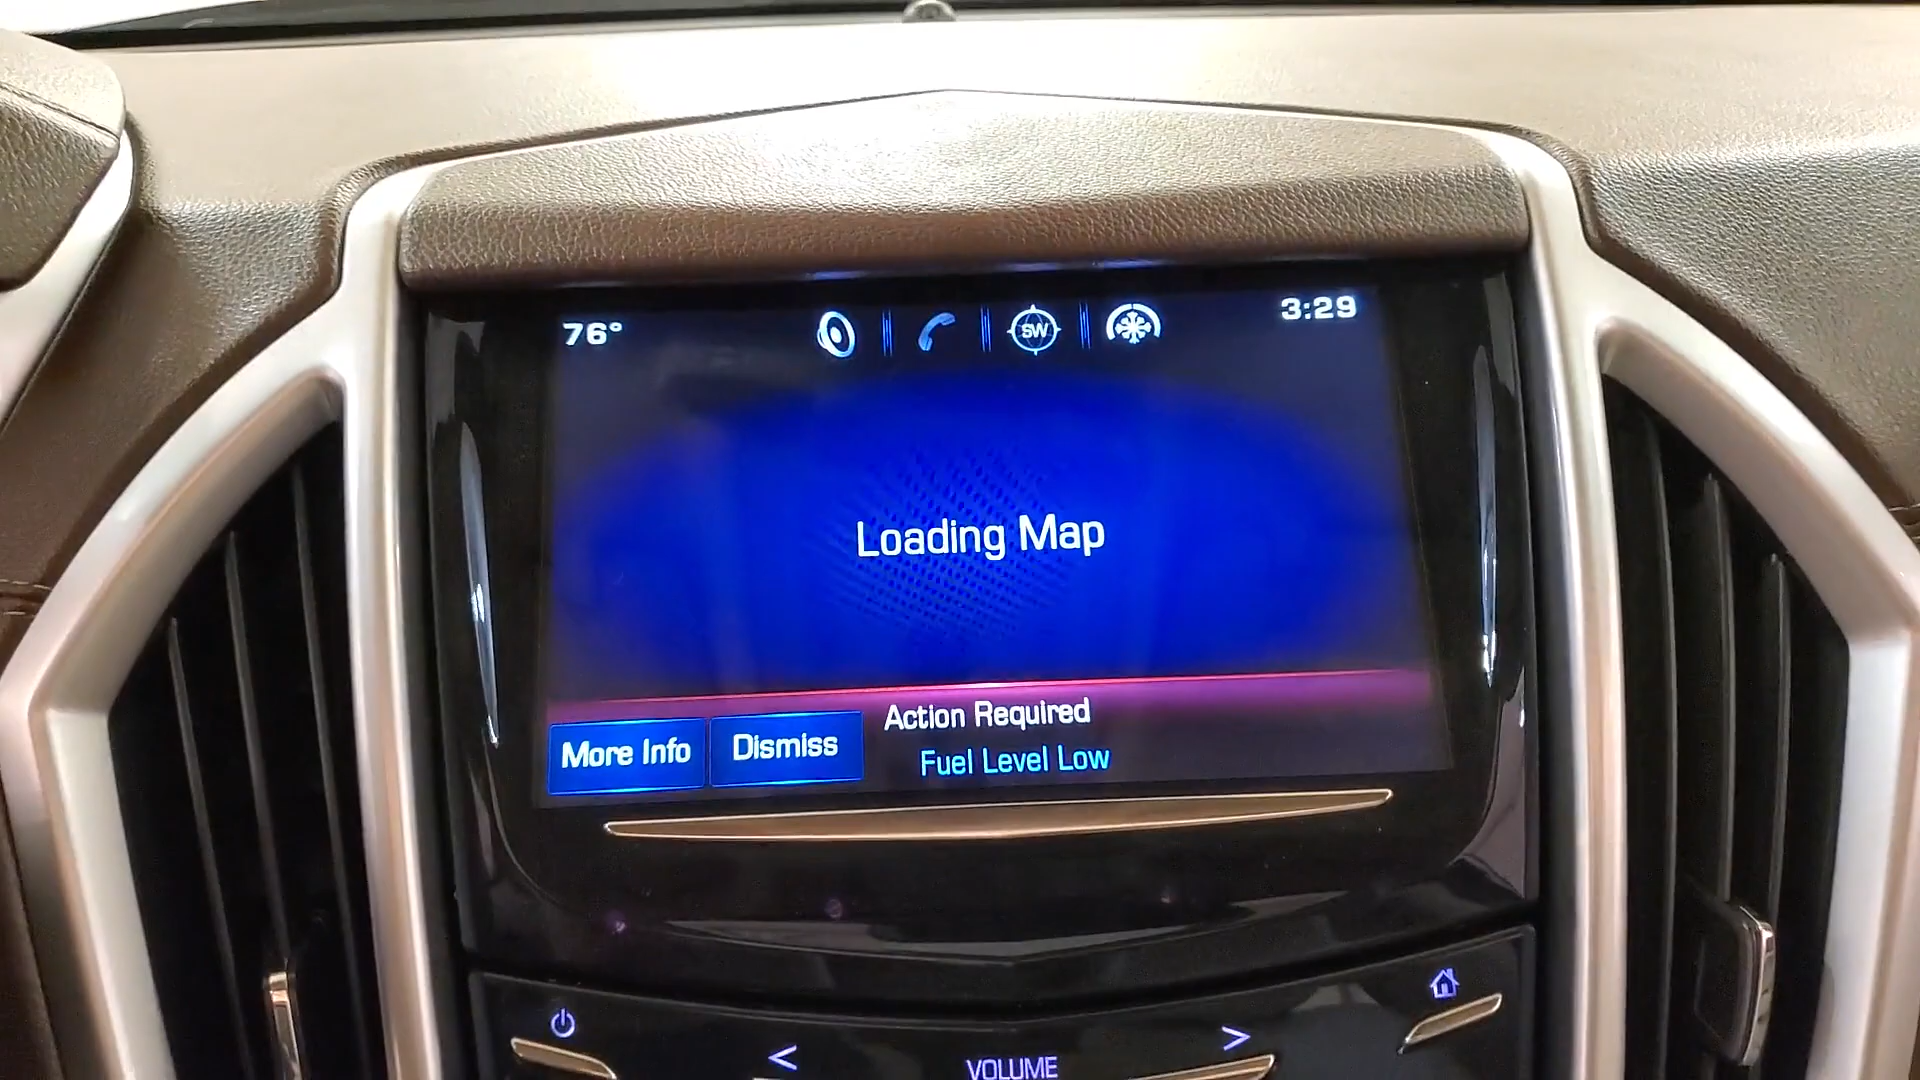 76°
SW
3:29
Loading Map
Action Required
More Info
Dismiss
Fuel Level Low
<
VOLUME
>